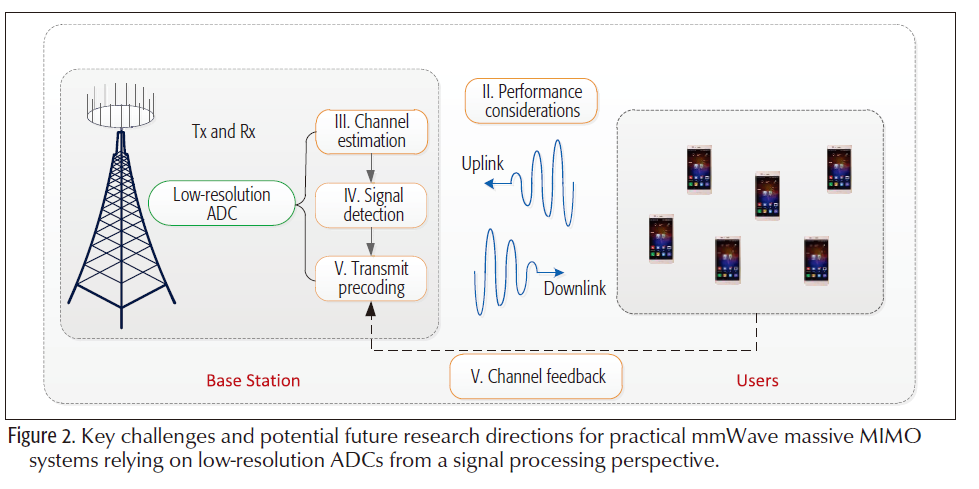 II. Performance
considerations
Tx and Rx
III. Channel
estimation
Uplink
Low-resolution
ADC
IV. Signal
detection
V. Transmit
precoding
Downlink
V. Channel feedback
Base Station
Users
Figure 2. Key challenges and potential future research directions for practical mmWave massive MIMO
systems relying on low-resolution ADCs from a signal processing perspective.